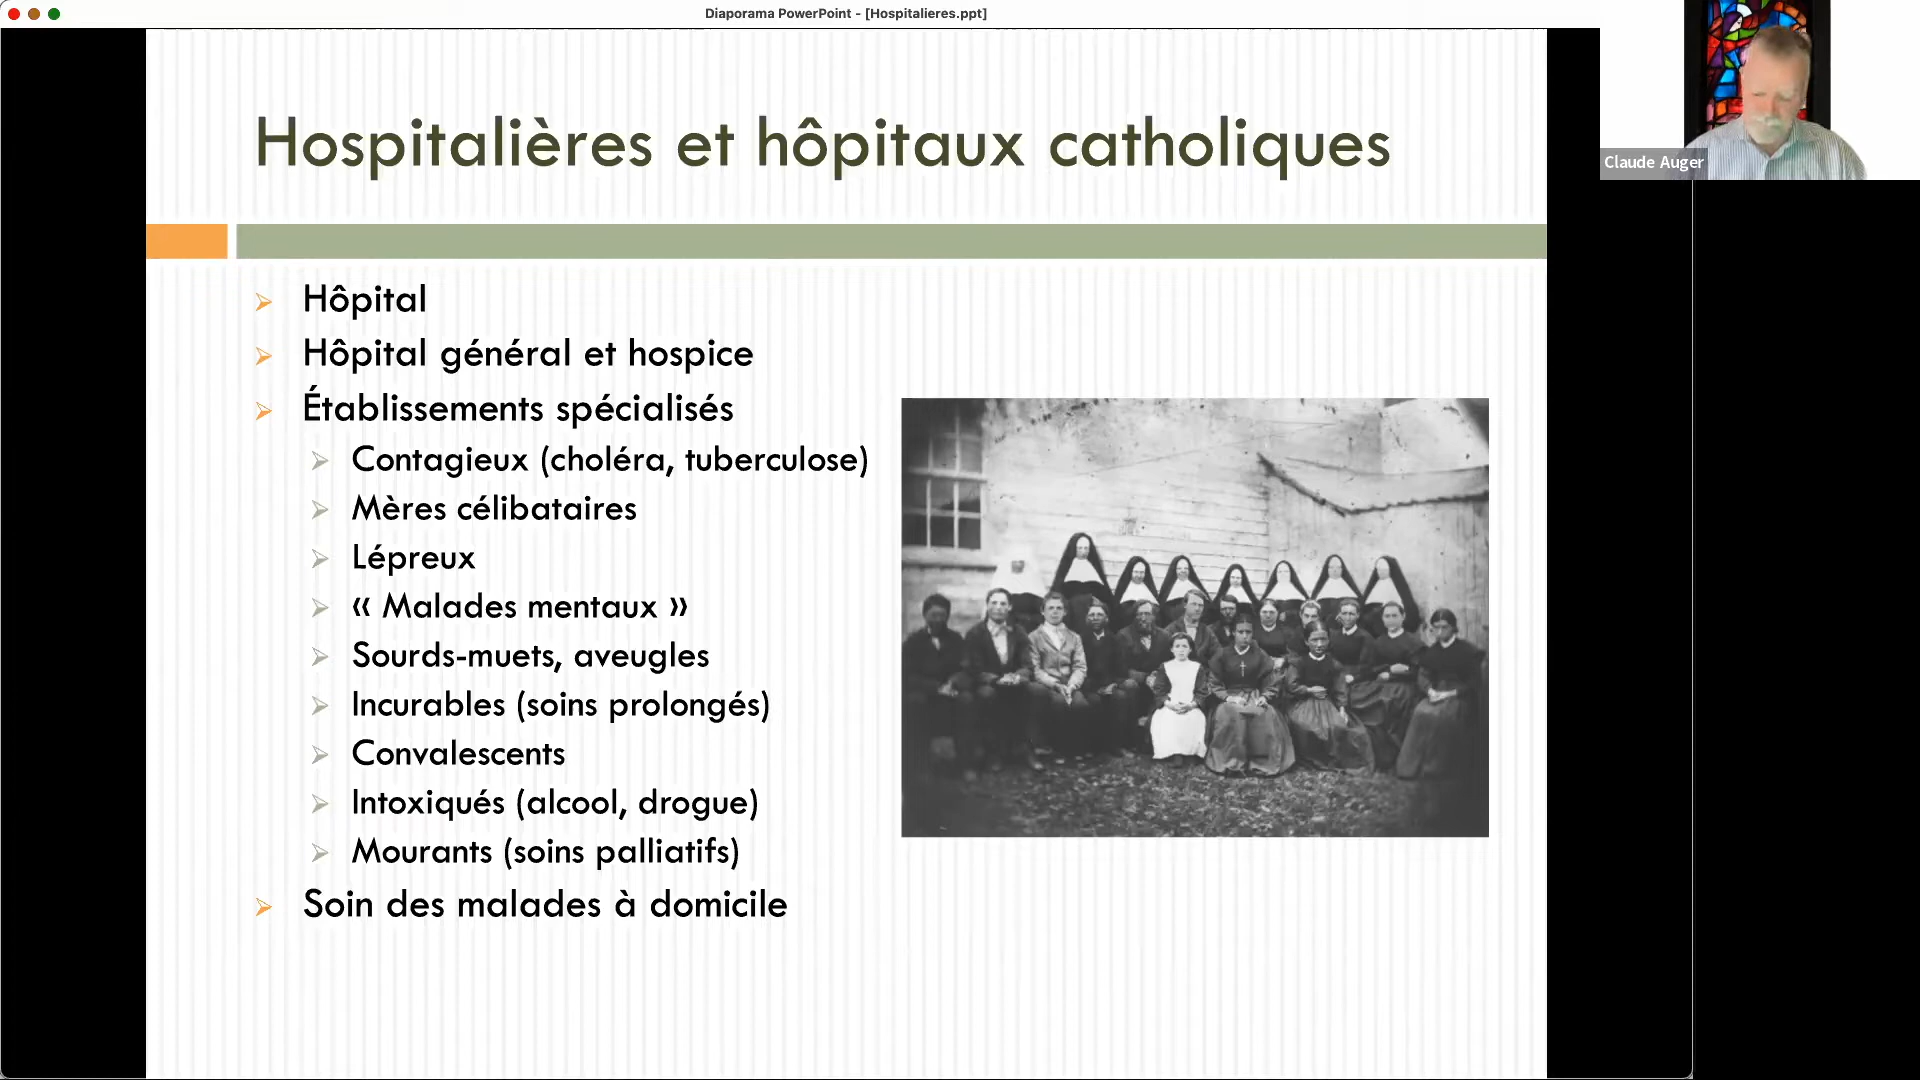 Diaporama PowerPoint - [Hospitalieres.ppt]
Claude Auger
Hospitalières et hôpitaux catholiques
Hôpital
Hôpital général et hospice
Établissements spécialisés
Contagieux (choléra, tuberculose)
Mères célibataires
Lépreux
« Malades mentaux »
Sourds-muets, aveugles
Incurables (soins prolongés)
Convalescents
Intoxiqués (alcool, drogue)
Mourants (soins palliatifs)
Soin des malades à domicile